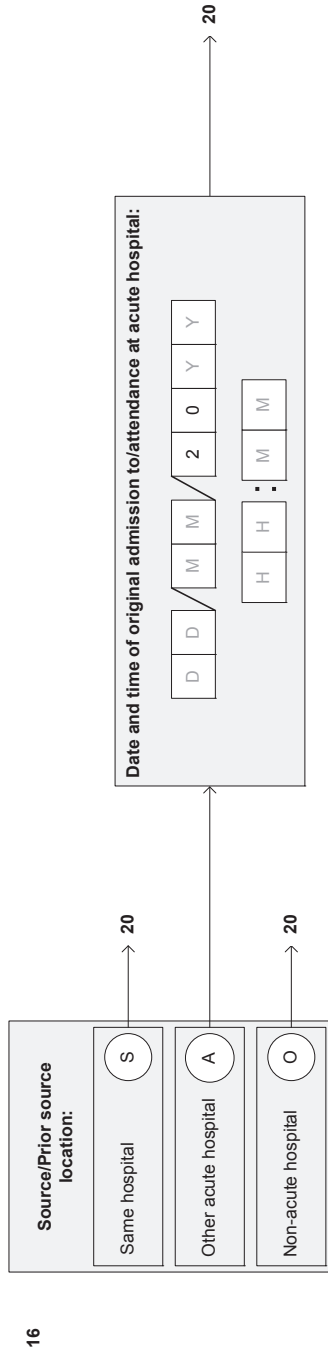 16
Source/Prior source
location:
Same hospital
S
20
Other acute hospital
A
Non-acute hospital
O
20
Date and time of original admission to/attendance at acute hospital:
D D / M M / 2 0 Y Y
H H : M M
20